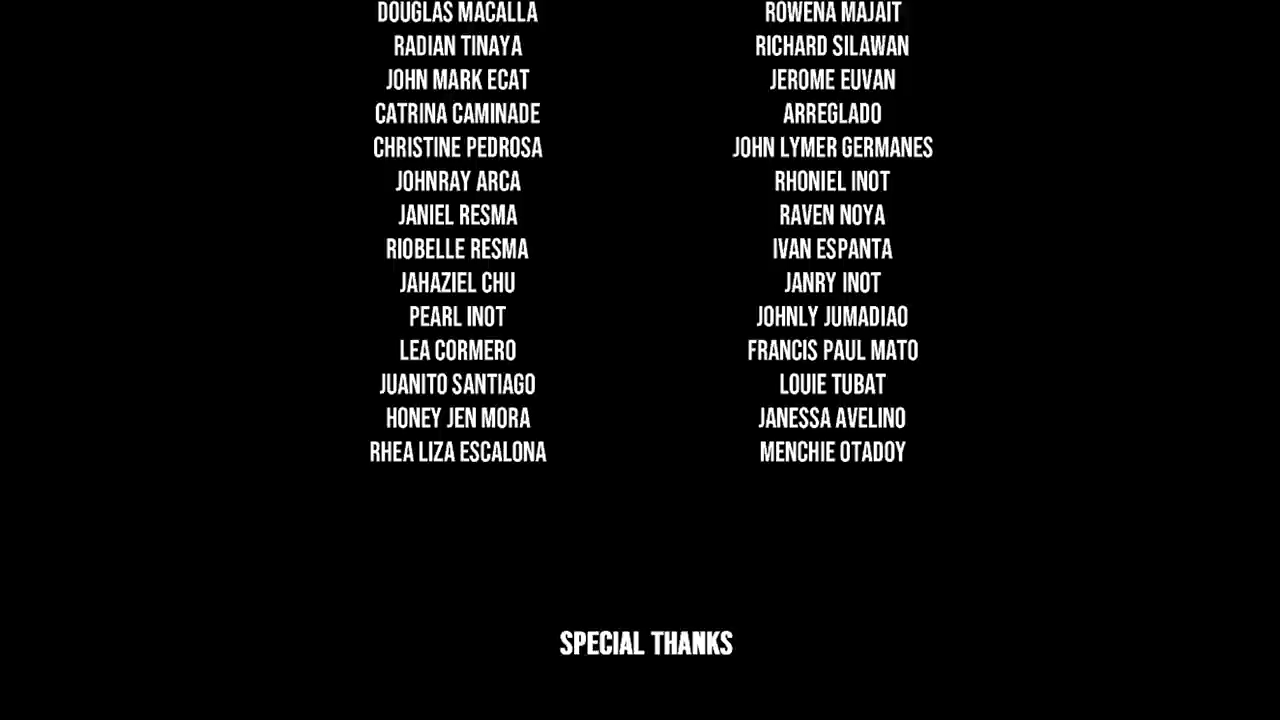 DOUGLAS MACALLA
RADIAN TINAYA
JOHN MARK ECAT
CATRINA CAMINADE
CHRISTINE PEDROSA
JOHNRAY ARCA
JANIEL RESMA
RIOBELLE RESMA
JAHAZIEL CHU
PEARL INOT
LEA CORMERO
JUANITO SANTIAGO
HONEY JEN MORA
RHEA LIZA ESCALONA
ROWENA MAJAIT
RICHARD SILAWAN
JEROME EUVAN
ARREGLADO
JOHN LYMER GERMANES
RHONIEL INOT
RAVEN NOYA
IVAN ESPANTA
JANRY INOT
JOHNLY JUMADIAO
FRANCIS PAUL MATO
LOUIE TUBAT
JANESSA AVELINO
MENCHIE OTADOY
SPECIAL THANKS